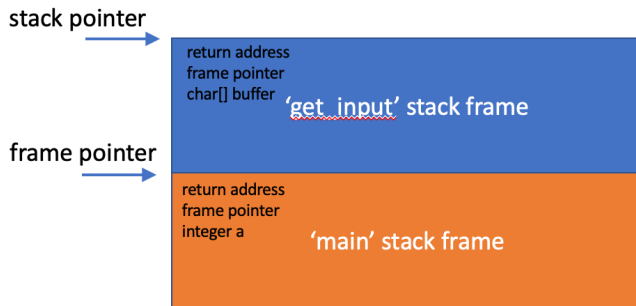 stack pointer
return address
frame pointer
char[] buffer
‘get_input’ stack frame
frame pointer
return address
frame pointer
integer a
‘main’ stack frame